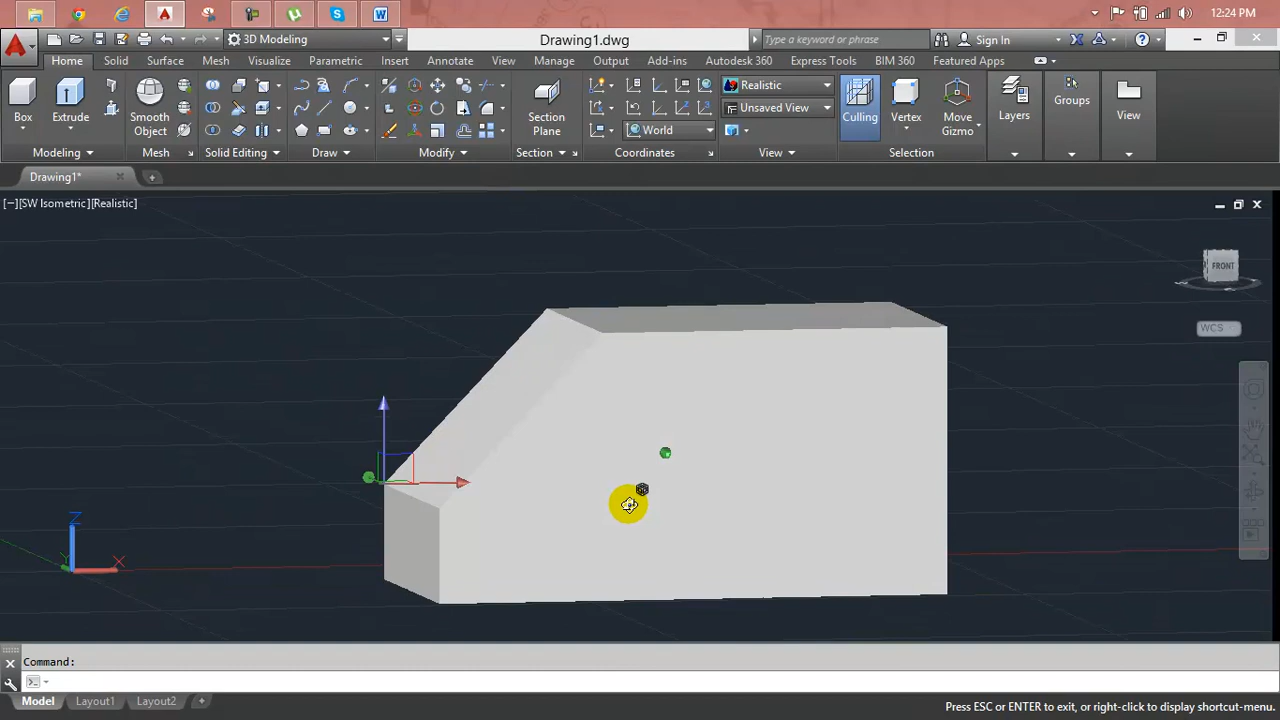 12:24 PM
3D Modeling
Drawing1.dwg
Type a keyword or phrase
Sign In
Home Solid Surface Mesh Visualize Parametric Insert Annotate View Manage Output Add-ins Autodesk 360 Express Tools BIM 360 Featured Apps
Box
Extrude
Smooth
Object
Section
Plane
Realistic
Unsaved View
World
Culling
Vertex
Move
Gizmo
Layers
Groups
View
Modeling
Mesh
Solid Editing
Draw
Modify
Section
Coordinates
View
Selection
Drawing1*
[−][SW Isometric][Realistic]
FRONT
WCS
Z
Y
X
Command:
Model Layout1 Layout2
Press ESC or ENTER to exit, or right-click to display shortcut-menu.